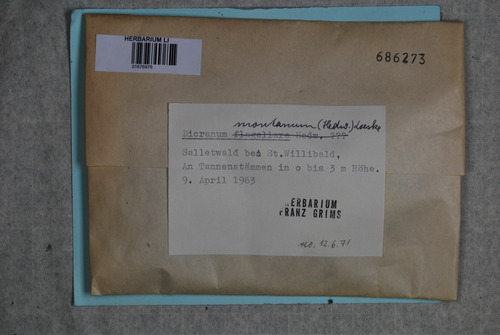 HERBARIUM LI
686273
montanum (Hedw.) Loeske
Dicranum flagellare Hedw. ???
Salletwald bei St.Willibald,
An Tannenstämmen in o bis 3 m Höhe.
9. April 1963
HERBARIUM
FRANZ GRIMS
12.6.71